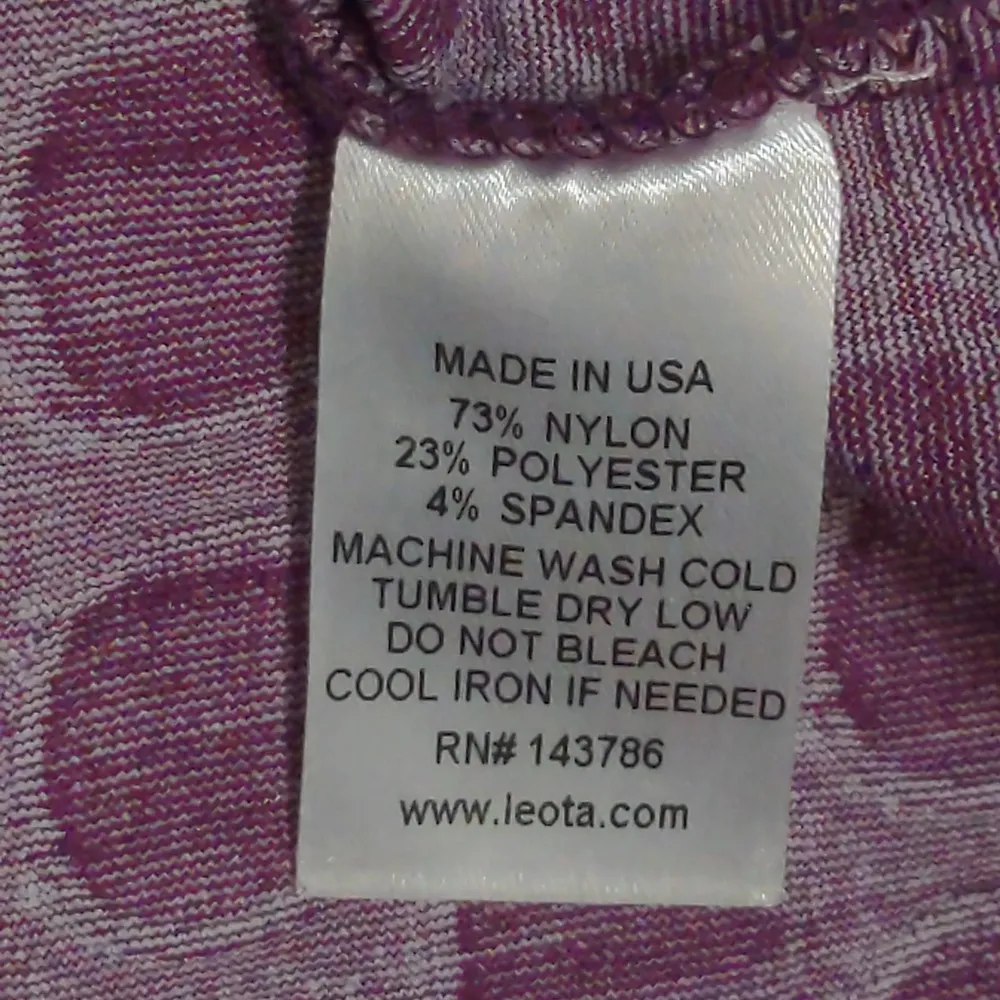 MADE IN USA
73% NYLON
23% POLYESTER
4% SPANDEX
MACHINE WASH COLD
TUMBLE DRY LOW
DO NOT BLEACH
COOL IRON IF NEEDED
RN# 143786
www.leota.com